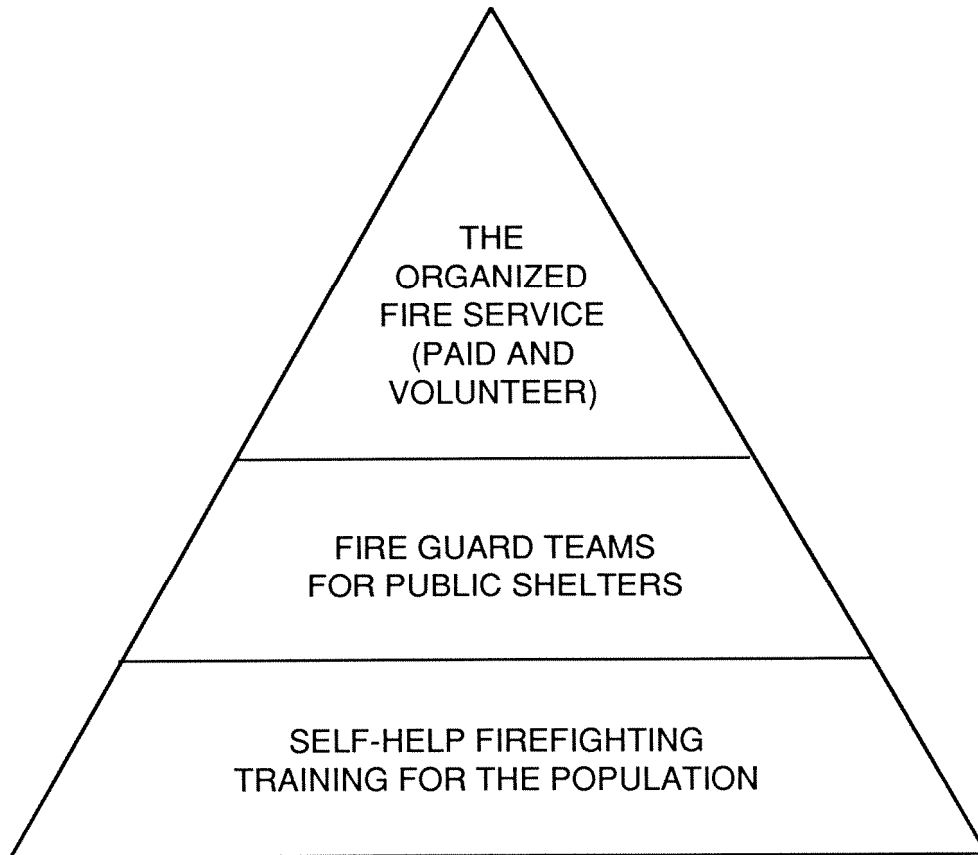 THE
ORGANIZED
FIRE SERVICE
(PAID AND
VOLUNTEER)
FIRE GUARD TEAMS
FOR PUBLIC SHELTERS
SELF-HELP FIREFIGHTING
TRAINING FOR THE POPULATION